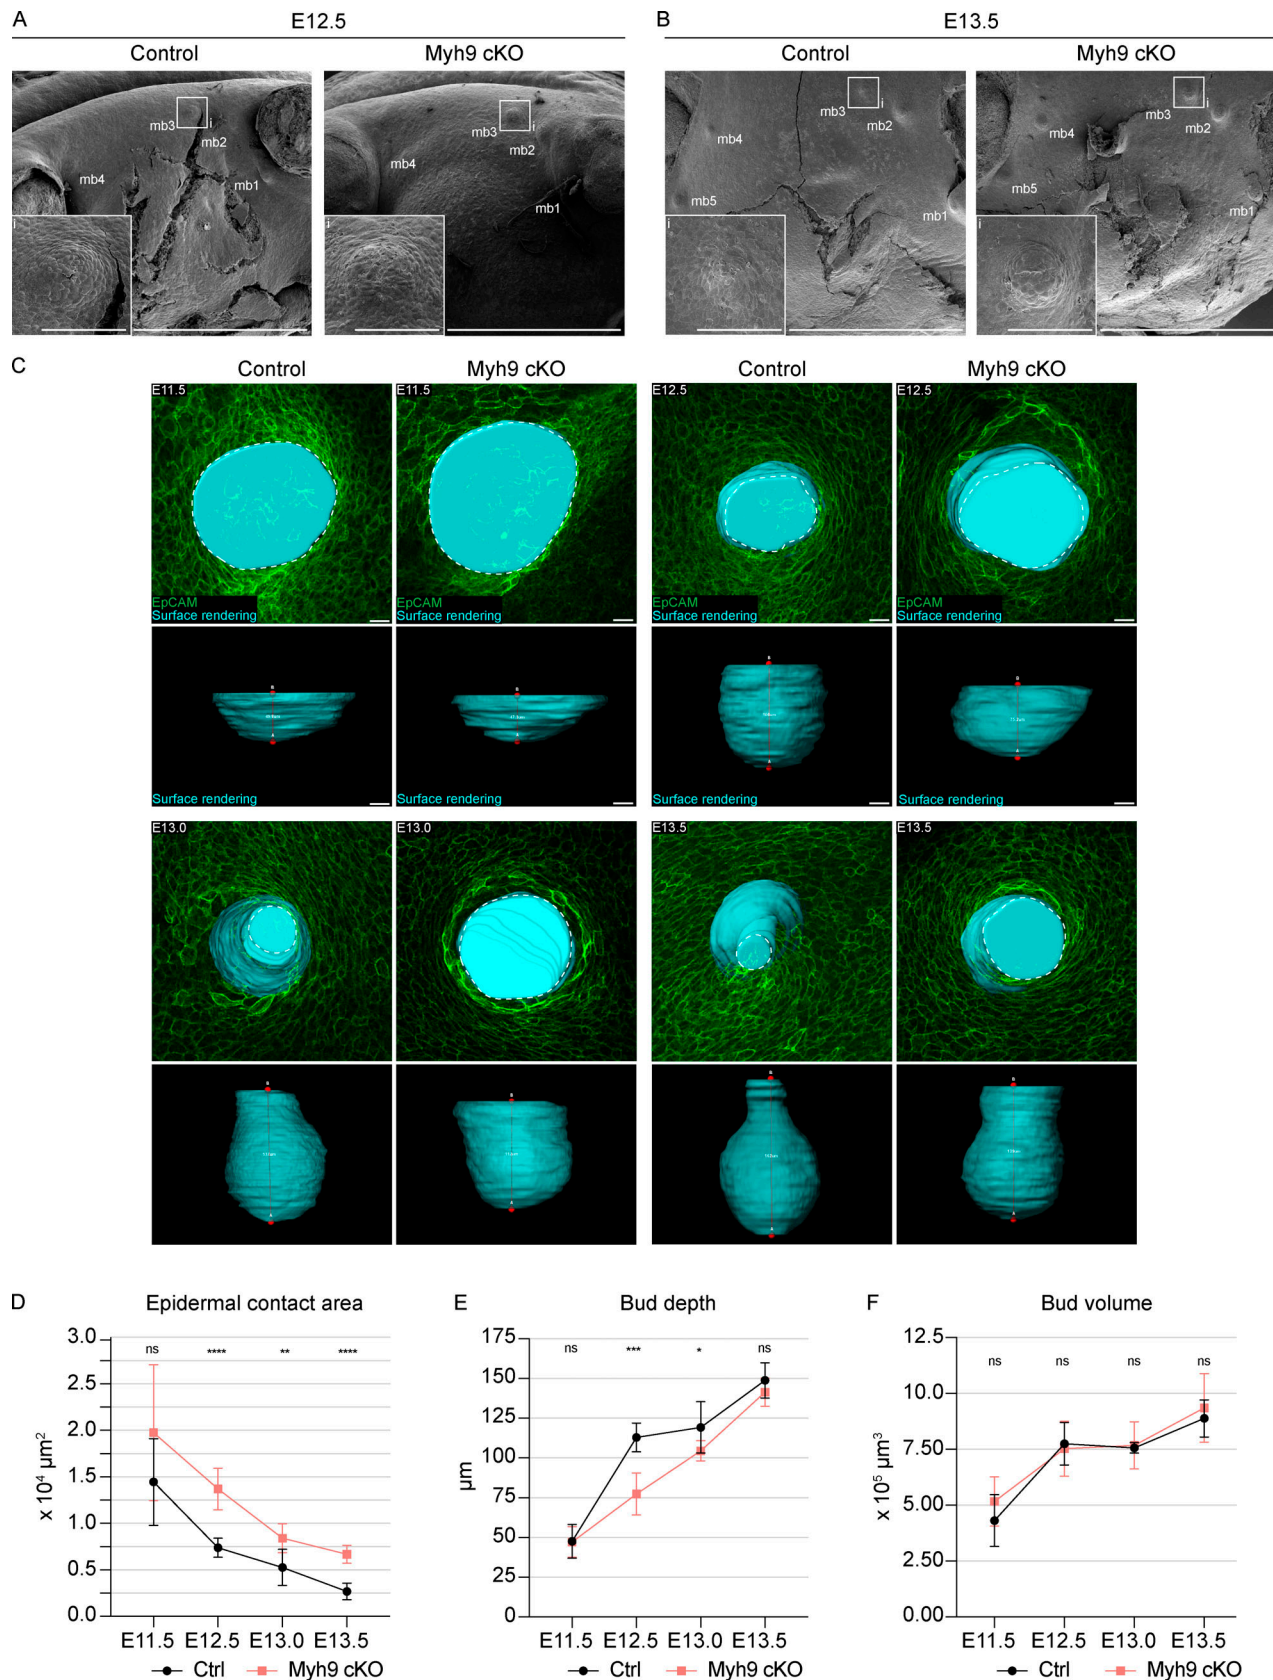 A
E12.5
B
E13.5
Control
Myh9 cKO
Control
Myh9 cKO
mb3
i
mb2
mb4
mb1
i
mb3
i
mb2
mb4
mb1
i
mb3
i
mb2
mb4
mb5
mb1
i
mb3
i
mb2
mb4
mb5
mb1
i
C
Control
Myh9 cKO
Control
Myh9 cKO
E11.5
E11.5
E12.5
E12.5
EpCAM
Surface rendering
EpCAM
Surface rendering
EpCAM
Surface rendering
EpCAM
Surface rendering
B
A
B
A
B
A
B
A
Surface rendering
Surface rendering
Surface rendering
Surface rendering
E13.0
E13.0
E13.5
E13.5
B
A
B
A
B
A
B
A
D
Epidermal contact area
3.0
2.5
2.0
1.5
1.0
0.5
0.0
x 10⁴ μm²
ns
****
**
****
E11.5
E12.5
E13.0
E13.5
Ctrl
Myh9 cKO
E
Bud depth
175
150
125
100
75
50
25
0
μm
ns
***
*
ns
E11.5
E12.5
E13.0
E13.5
Ctrl
Myh9 cKO
F
Bud volume
12.5
10.0
7.50
5.00
2.50
0.00
x 10⁵ μm³
ns
ns
ns
ns
E11.5
E12.5
E13.0
E13.5
Ctrl
Myh9 cKO